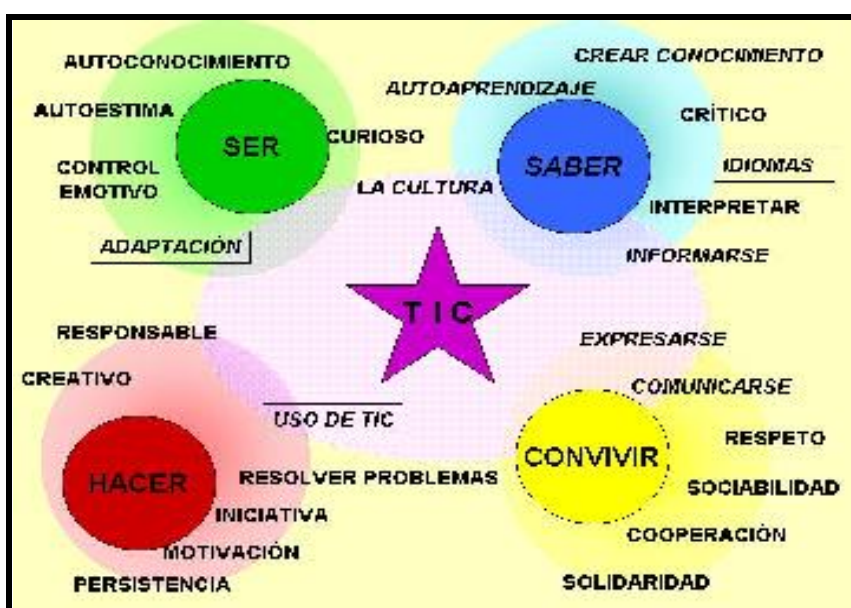 AUTOCONOCIMIENTO
AUTOESTIMA
SER
CURIOSO
CONTROL
EMOTIVO
ADAPTACIÓN
CREAR CONOCIMIENTO
AUTOAPRENDIZAJE
CRÍTICO
SABER
IDIOMAS
LA CULTURA
INTERPRETAR
INFORMARSE
TIC
RESPONSABLE
CREATIVO
USO DE TIC
HACER
RESOLVER PROBLEMAS
INICIATIVA
MOTIVACIÓN
PERSISTENCIA
EXPRESARSE
COMUNICARSE
CONVIVIR
RESPETO
SOCIABILIDAD
COOPERACIÓN
SOLIDARIDAD